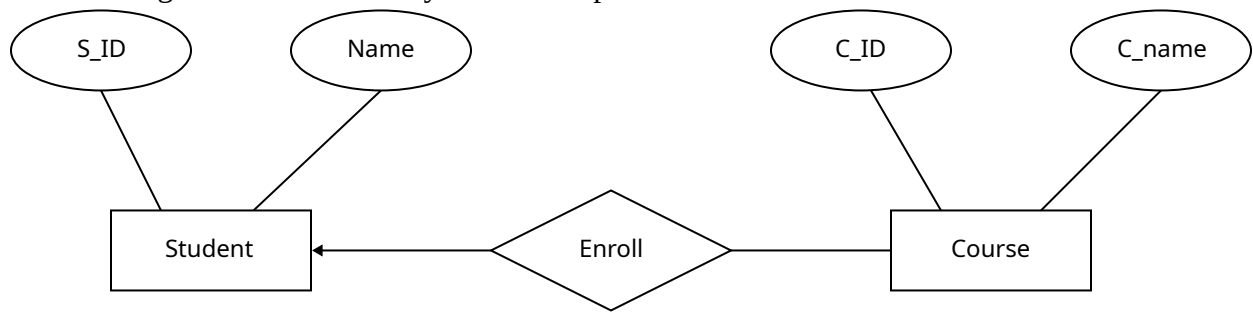 S_ID
Name
C_ID
C_name
Student
Enroll
Course